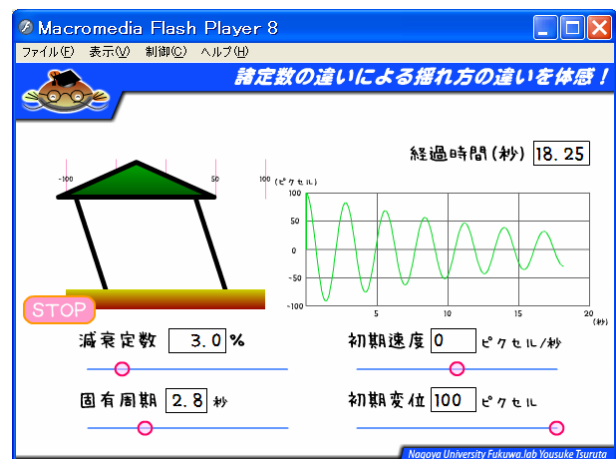 Macromedia Flash Player 8
ファイル(F) 表示(V) 制御(C) ヘルプ(H)
諸定数の違いによる揺れ方の違いを体感！
経過時間(秒) 18.25
-100 50 100 (ピクセル)
100
50
0
-50
-100
5 10 15 20
(秒)
STOP
減衰定数 3.0 %
初期速度 0 ピクセル/秒
固有周期 2.8 秒
初期変位 100 ピクセル
Nagoya University Fukuwa.lab Yousuke Tsuruta